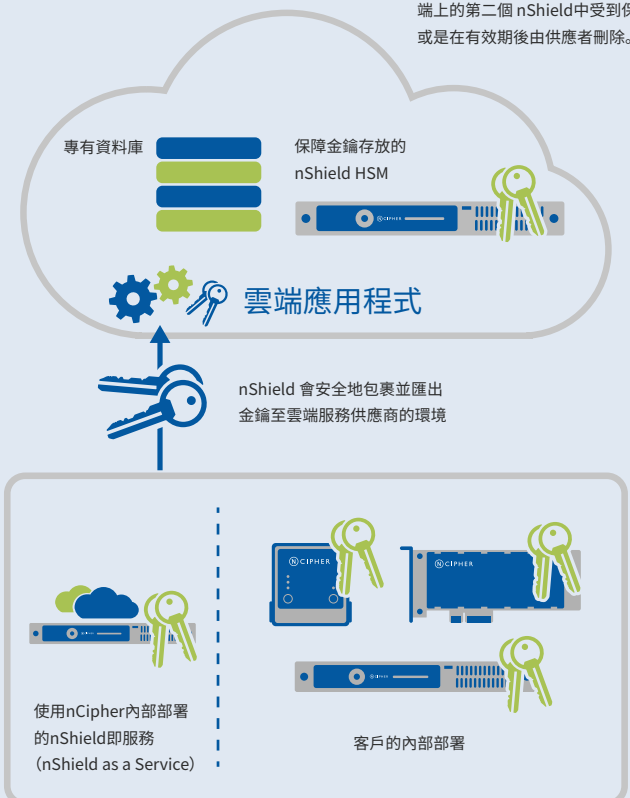 端上的第二個 nShield中受到保
或是在有效期後由供應者刪除。
專有資料庫
保障金鑰存放的
nShield HSM
NCIPHER
雲端應用程式
nShield 會安全地包裹並匯出
金鑰至雲端服務供應商的環境
NCIPHER
NCIPHER
NCIPHER
使用nCipher內部部署
的nShield即服務
（nShield as a Service）
客戶的內部部署